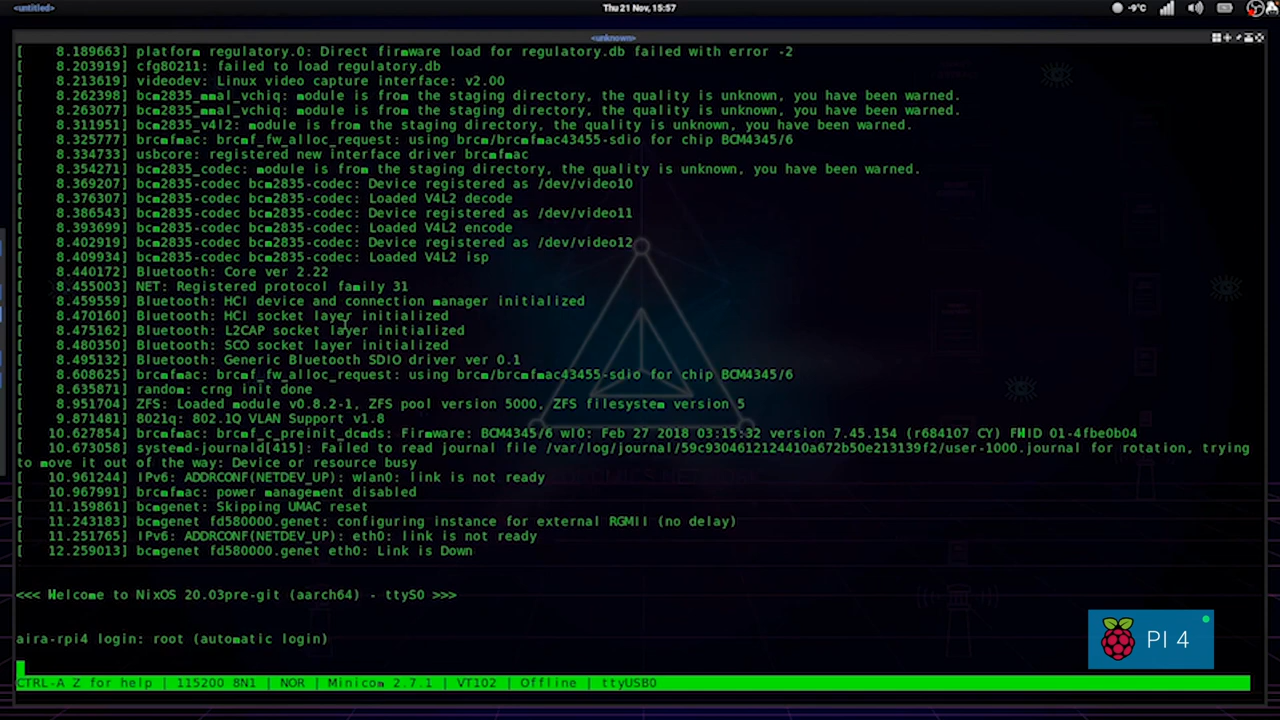 <untitled>
Thu 21 Nov, 15:57
-9°C
<unknown>
[    8.189663] platform regulatory.0: Direct firmware load for regulatory.db failed with error -2
[    8.203919] cfg80211: failed to load regulatory.db
[    8.213619] videodev: Linux video capture interface: v2.00
[    8.262398] bcm2835_mmal_vchiq: module is from the staging directory, the quality is unknown, you have been warned.
[    8.263077] bcm2835_mmal_vchiq: module is from the staging directory, the quality is unknown, you have been warned.
[    8.311951] bcm2835_v4l2: module is from the staging directory, the quality is unknown, you have been warned.
[    8.325777] brcmfmac: brcmf_fw_alloc_request: using brcm/brcmfmac43455-sdio for chip BCM4345/6
[    8.334733] usbcore: registered new interface driver brcmfmac
[    8.354271] bcm2835_codec: module is from the staging directory, the quality is unknown, you have been warned.
[    8.369207] bcm2835-codec bcm2835-codec: Device registered as /dev/video10
[    8.376307] bcm2835-codec bcm2835-codec: Loaded V4L2 decode
[    8.386543] bcm2835-codec bcm2835-codec: Device registered as /dev/video11
[    8.393699] bcm2835-codec bcm2835-codec: Loaded V4L2 encode
[    8.402919] bcm2835-codec bcm2835-codec: Device registered as /dev/video12
[    8.409934] bcm2835-codec bcm2835-codec: Loaded V4L2 isp
[    8.440172] Bluetooth: Core ver 2.22
[    8.455003] NET: Registered protocol family 31
[    8.459559] Bluetooth: HCI device and connection manager initialized
[    8.470160] Bluetooth: HCI socket layer initialized
[    8.475162] Bluetooth: L2CAP socket layer initialized
[    8.480350] Bluetooth: SCO socket layer initialized
[    8.495132] Bluetooth: Generic Bluetooth SDIO driver ver 0.1
[    8.608625] brcmfmac: brcmf_fw_alloc_request: using brcm/brcmfmac43455-sdio for chip BCM4345/6
[    8.635871] random: crng init done
[    8.951704] ZFS: Loaded module v0.8.2-1, ZFS pool version 5000, ZFS filesystem version 5
[    9.871481] 8021q: 802.1Q VLAN Support v1.8
[   10.627854] brcmfmac: brcmf_c_preinit_dcmds: Firmware: BCM4345/6 wl0: Feb 27 2018 03:15:32 version 7.45.154 (r684107 CY) FWID 01-4fbe0b04
[   10.673058] systemd-journald[415]: Failed to read journal file /var/log/journal/59c9304612124410a672b50e213139f2/user-1000.journal for rotation, trying
to move it out of the way: Device or resource busy
[   10.961244] IPv6: ADDRCONF(NETDEV_UP): wlan0: link is not ready
[   10.967991] brcmfmac: power management disabled
[   11.159861] bcmgenet: Skipping UMAC reset
[   11.243183] bcmgenet fd580000.genet: configuring instance for external RGMII (no delay)
[   11.251765] IPv6: ADDRCONF(NETDEV_UP): eth0: link is not ready
[   12.259013] bcmgenet fd580000.genet eth0: Link is Down
<<< Welcome to NixOS 20.03pre-git (aarch64) - ttyS0 >>>
aira-rpi4 login: root (automatic login)
PI 4
CTRL-A Z for help | 115200 8N1 | NOR | Minicom 2.7.1 | VT102 | Offline | ttyUSB0